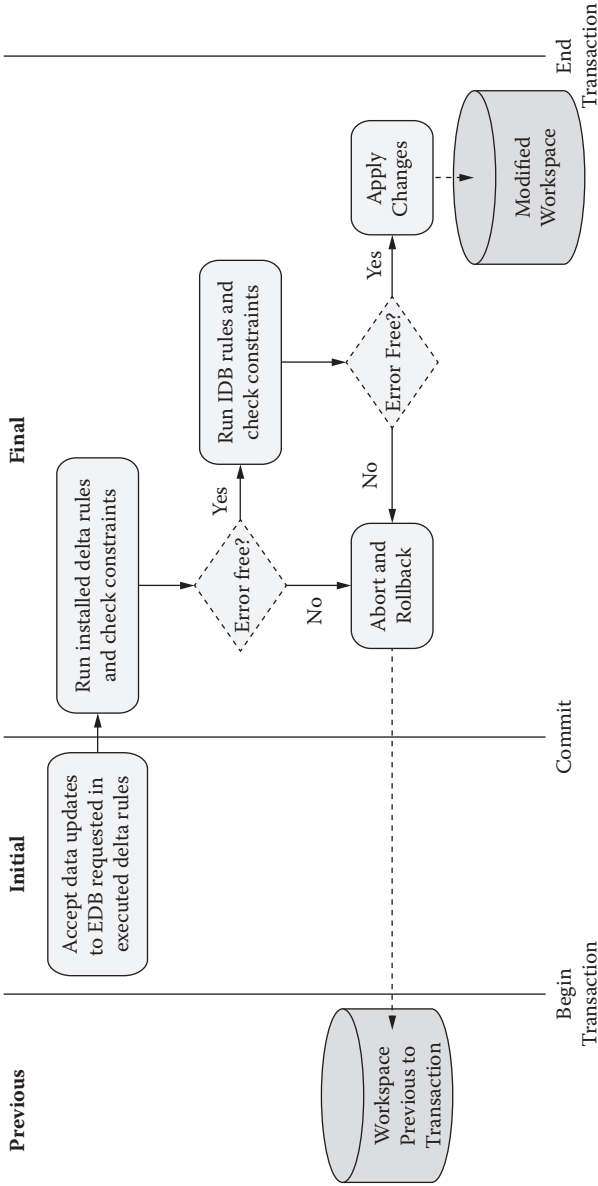 Previous
Initial
Final
Accept data updates
to EDB requested in
executed delta rules
Run installed delta rules
and check constraints
Error free?
Yes
No
Run IDB rules and
check constraints
Error Free?
Yes
No
Apply
Changes
Abort and
Rollback
Workspace
Previous to
Transaction
Modified
Workspace
Begin
Transaction
Commit
End
Transaction